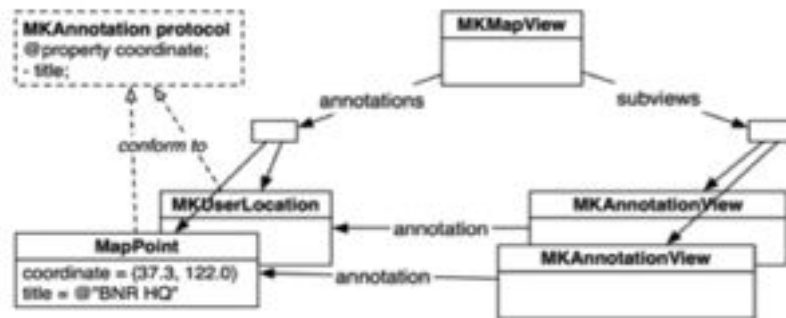 MKAnnotation protocol
@property coordinate;
- title;
MKMapView
annotations
subviews
conform to
MKUserLocation
MKAnnotationView
annotation
MapPoint
MKAnnotationView
coordinate = (37.3, 122.0)
title = @"BNR HQ"
annotation